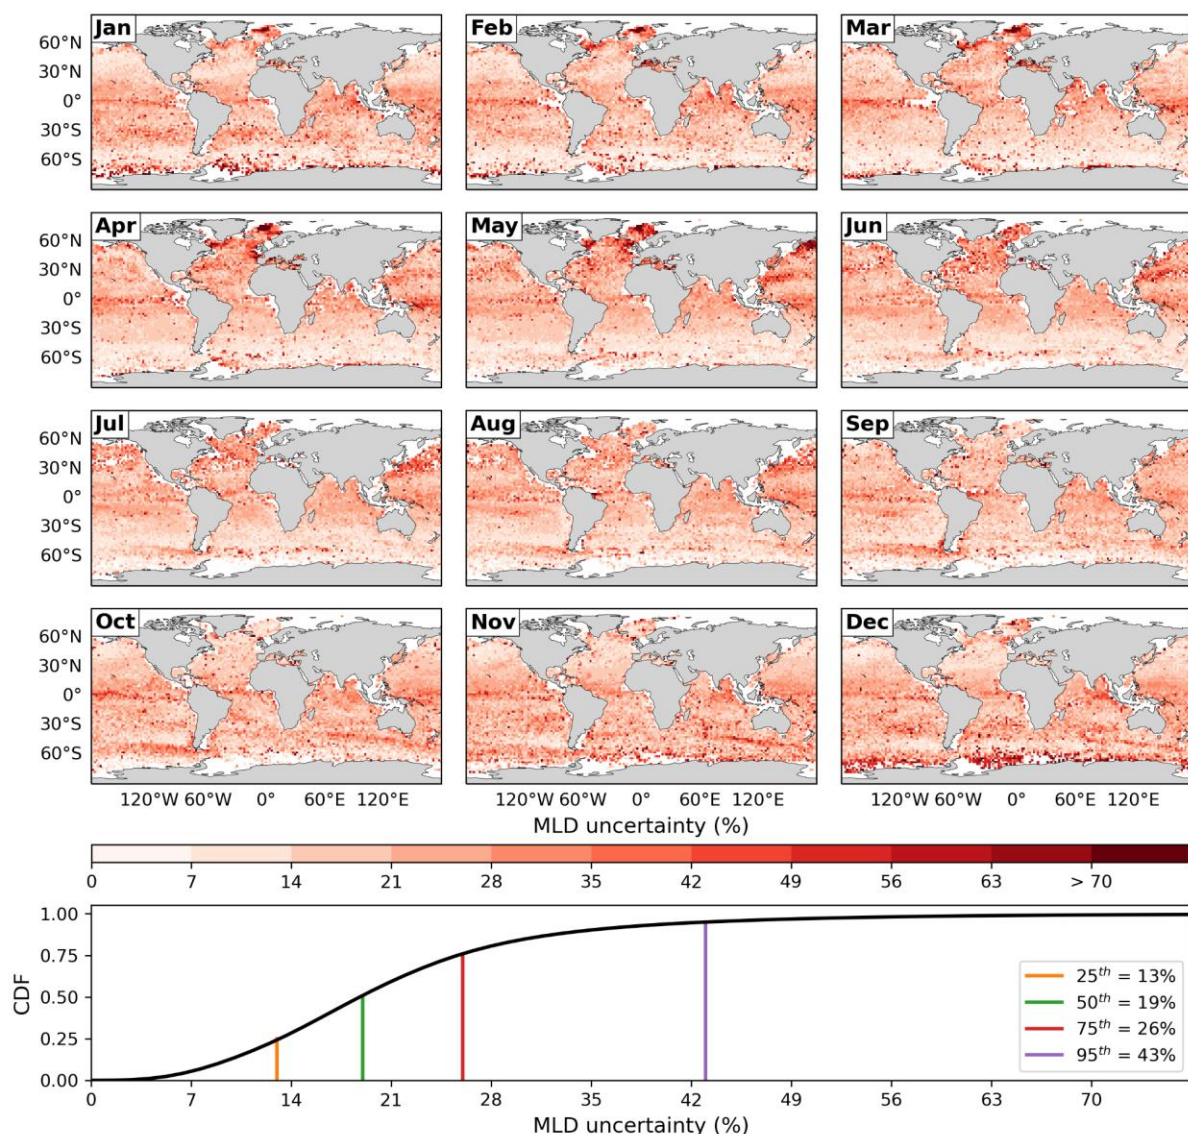 Jan Feb Mar
60°N
30°N
0°
30°S
60°S
Apr May Jun
60°N
30°N
0°
30°S
60°S
Jul Aug Sep
60°N
30°N
0°
30°S
60°S
Oct Nov Dec
60°N
30°N
0°
30°S
60°S
120°W 60°W 0° 60°E 120°E 120°W 60°W 0° 60°E 120°E 120°W 60°W 0° 60°E 120°E
MLD uncertainty (%)
0 7 14 21 28 35 42 49 56 63 > 70
1.00
0.75
0.50
0.25
0.00
CDF
25th = 13%
50th = 19%
75th = 26%
95th = 43%
0 7 14 21 28 35 42 49 56 63 70
MLD uncertainty (%)